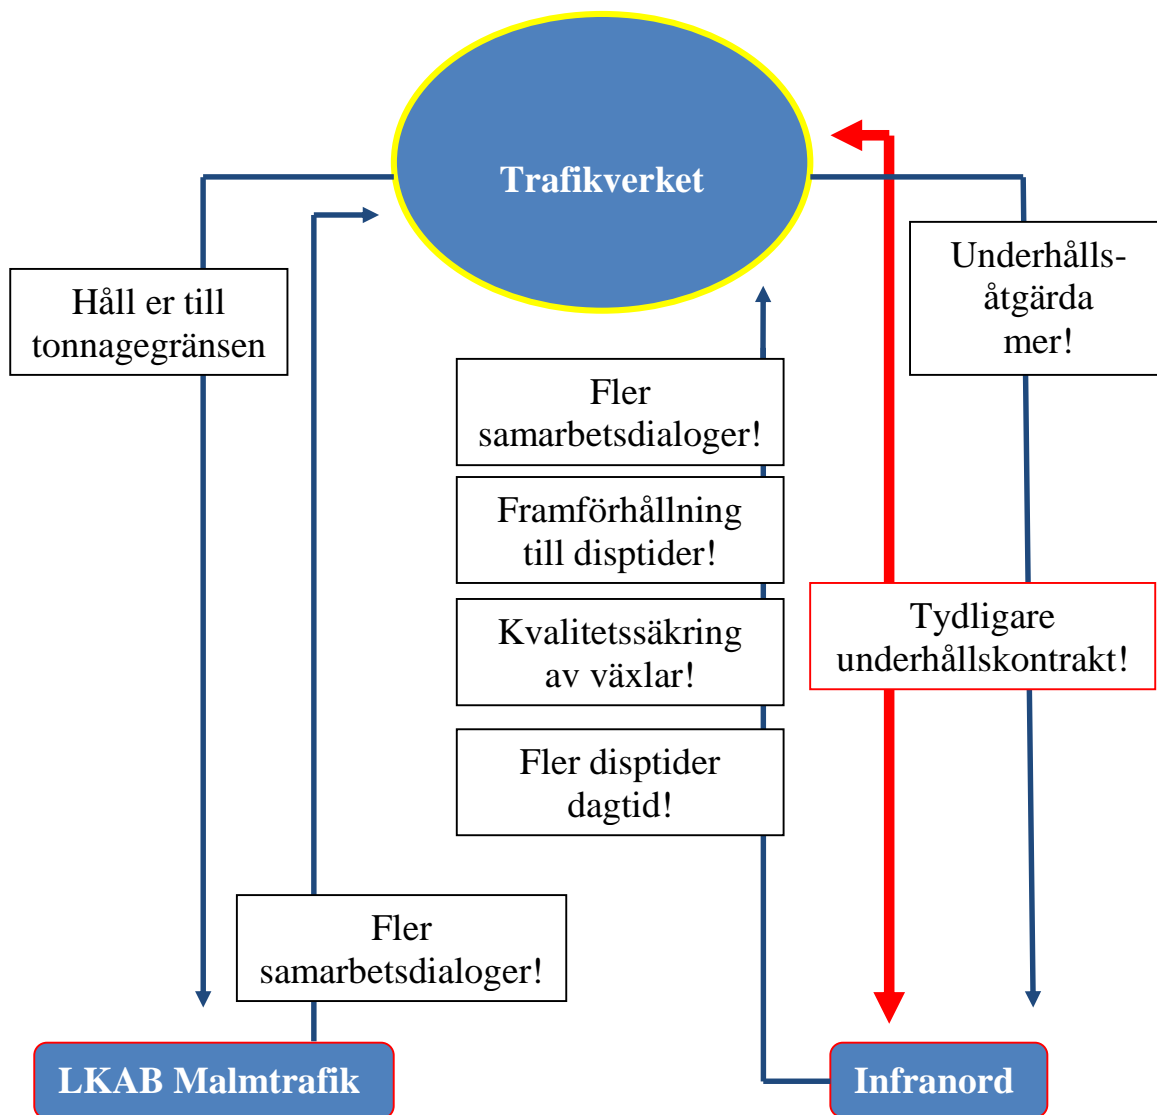 Trafikverket
Håll er till
tonnagegränsen
Underhålls-
åtgärda
mer!
Fler
samarbetsdialoger!
Framförhållning
till disptider!
Kvalitetssäkring
av växlar!
Tydligare
underhållskontrakt!
Fler disptider
dagtid!
Fler
samarbetsdialoger!
LKAB Malmtrafik
Infranord